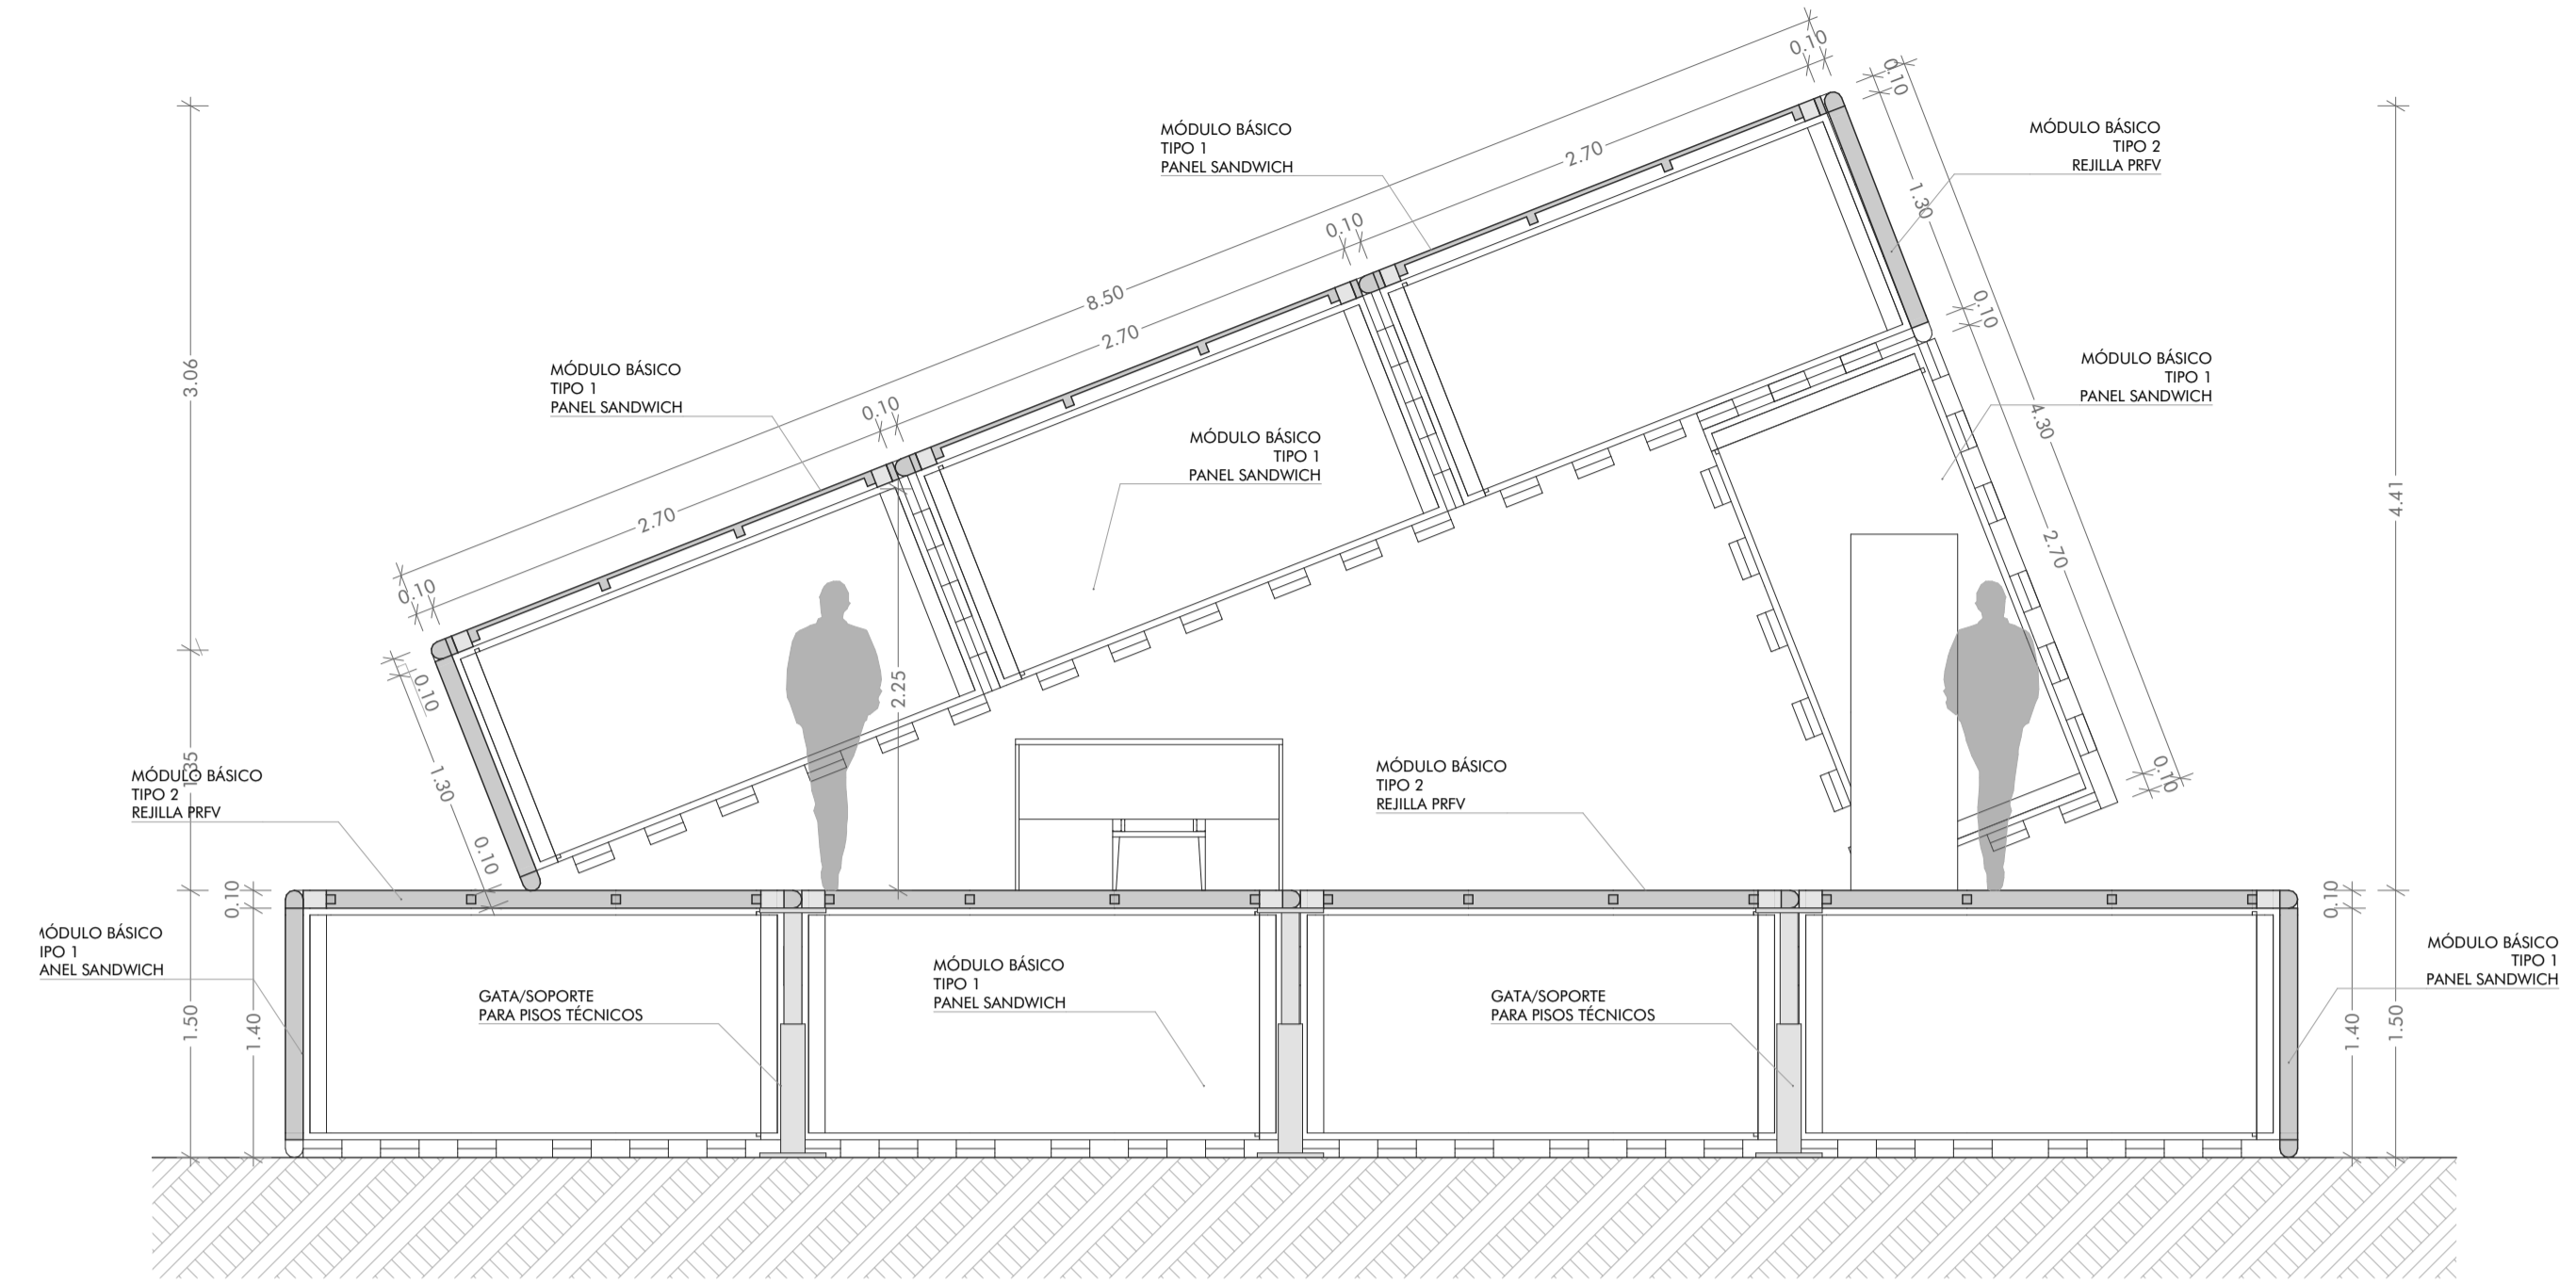 0.10
0.10
MÓDULO BÁSICO
TIPO 1
PANEL SANDWICH
2.70
MÓDULO BÁSICO
TIPO 2
REJILLA PRFV
1.30
0.10
8.50
2.70
0.10
3.06
MÓDULO BÁSICO
TIPO 1
PANEL SANDWICH
0.10
2.70
MÓDULO BÁSICO
TIPO 1
PANEL SANDWICH
MÓDULO BÁSICO
TIPO 1
PANEL SANDWICH
4.30
4.41
2.70
0.10
0.10
0.10
1.30
0.10
2.25
1.35
MÓDULO BÁSICO
TIPO 2
REJILLA PRFV
MÓDULO BÁSICO
TIPO 2
REJILLA PRFV
0.10
0.10
ÓDULO BÁSICO
IPO 1
ANEL SANDWICH
MÓDULO BÁSICO
TIPO 1
PANEL SANDWICH
MÓDULO BÁSICO
TIPO 1
PANEL SANDWICH
GATA/SOPORTE
PARA PISOS TÉCNICOS
GATA/SOPORTE
PARA PISOS TÉCNICOS
1.50
1.40
1.40
1.50